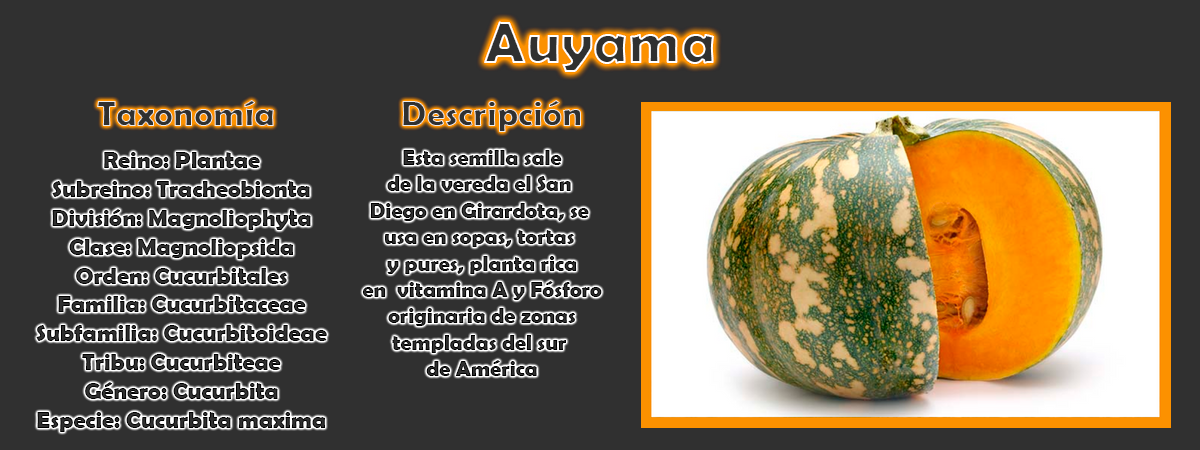 Auyama
Taxonomía
Reino: Plantae
Subreino: Tracheobionta
División: Magnoliophyta
Clase: Magnoliopsida
Orden: Cucurbitales
Familia: Cucurbitaceae
Subfamilia: Cucurbitoideae
Tribu: Cucurbiteae
Género: Cucurbita
Especie: Cucurbita maxima
Descripción
Esta semilla sale
de la vereda el San
Diego en Girardota, se
usa en sopas, tortas
y pures, planta rica
en vitamina A y Fósforo
originaria de zonas
templadas del sur
de América